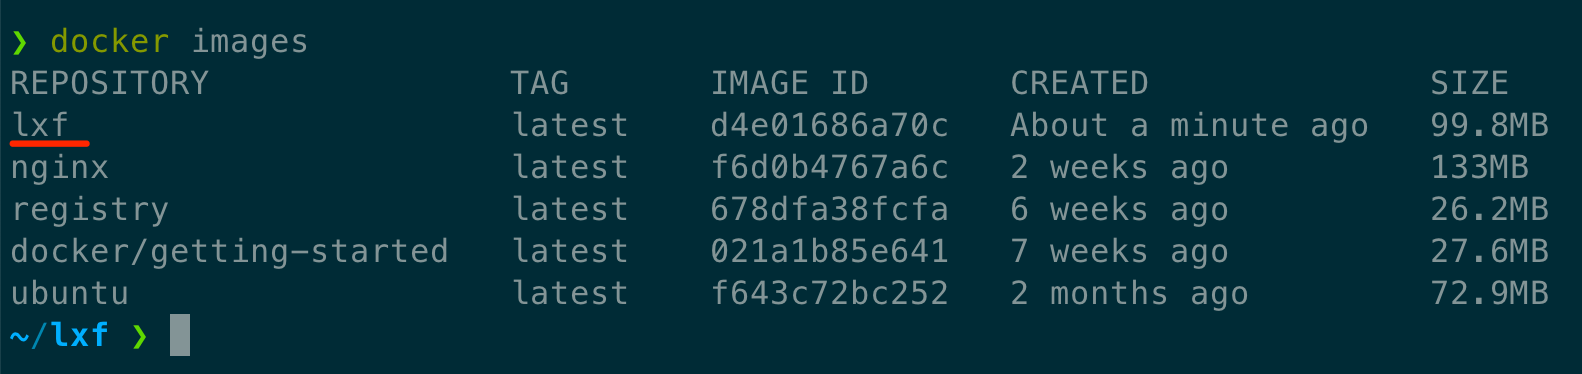 ❯ docker images
REPOSITORY TAG IMAGE ID CREATED SIZE
lxf latest d4e01686a70c About a minute ago 99.8MB
nginx latest f6d0b4767a6c 2 weeks ago 133MB
registry latest 678dfa38fcfa 6 weeks ago 26.2MB
docker/getting-started latest 021a1b85e641 7 weeks ago 27.6MB
ubuntu latest f643c72bc252 2 months ago 72.9MB
~/lxf ❯